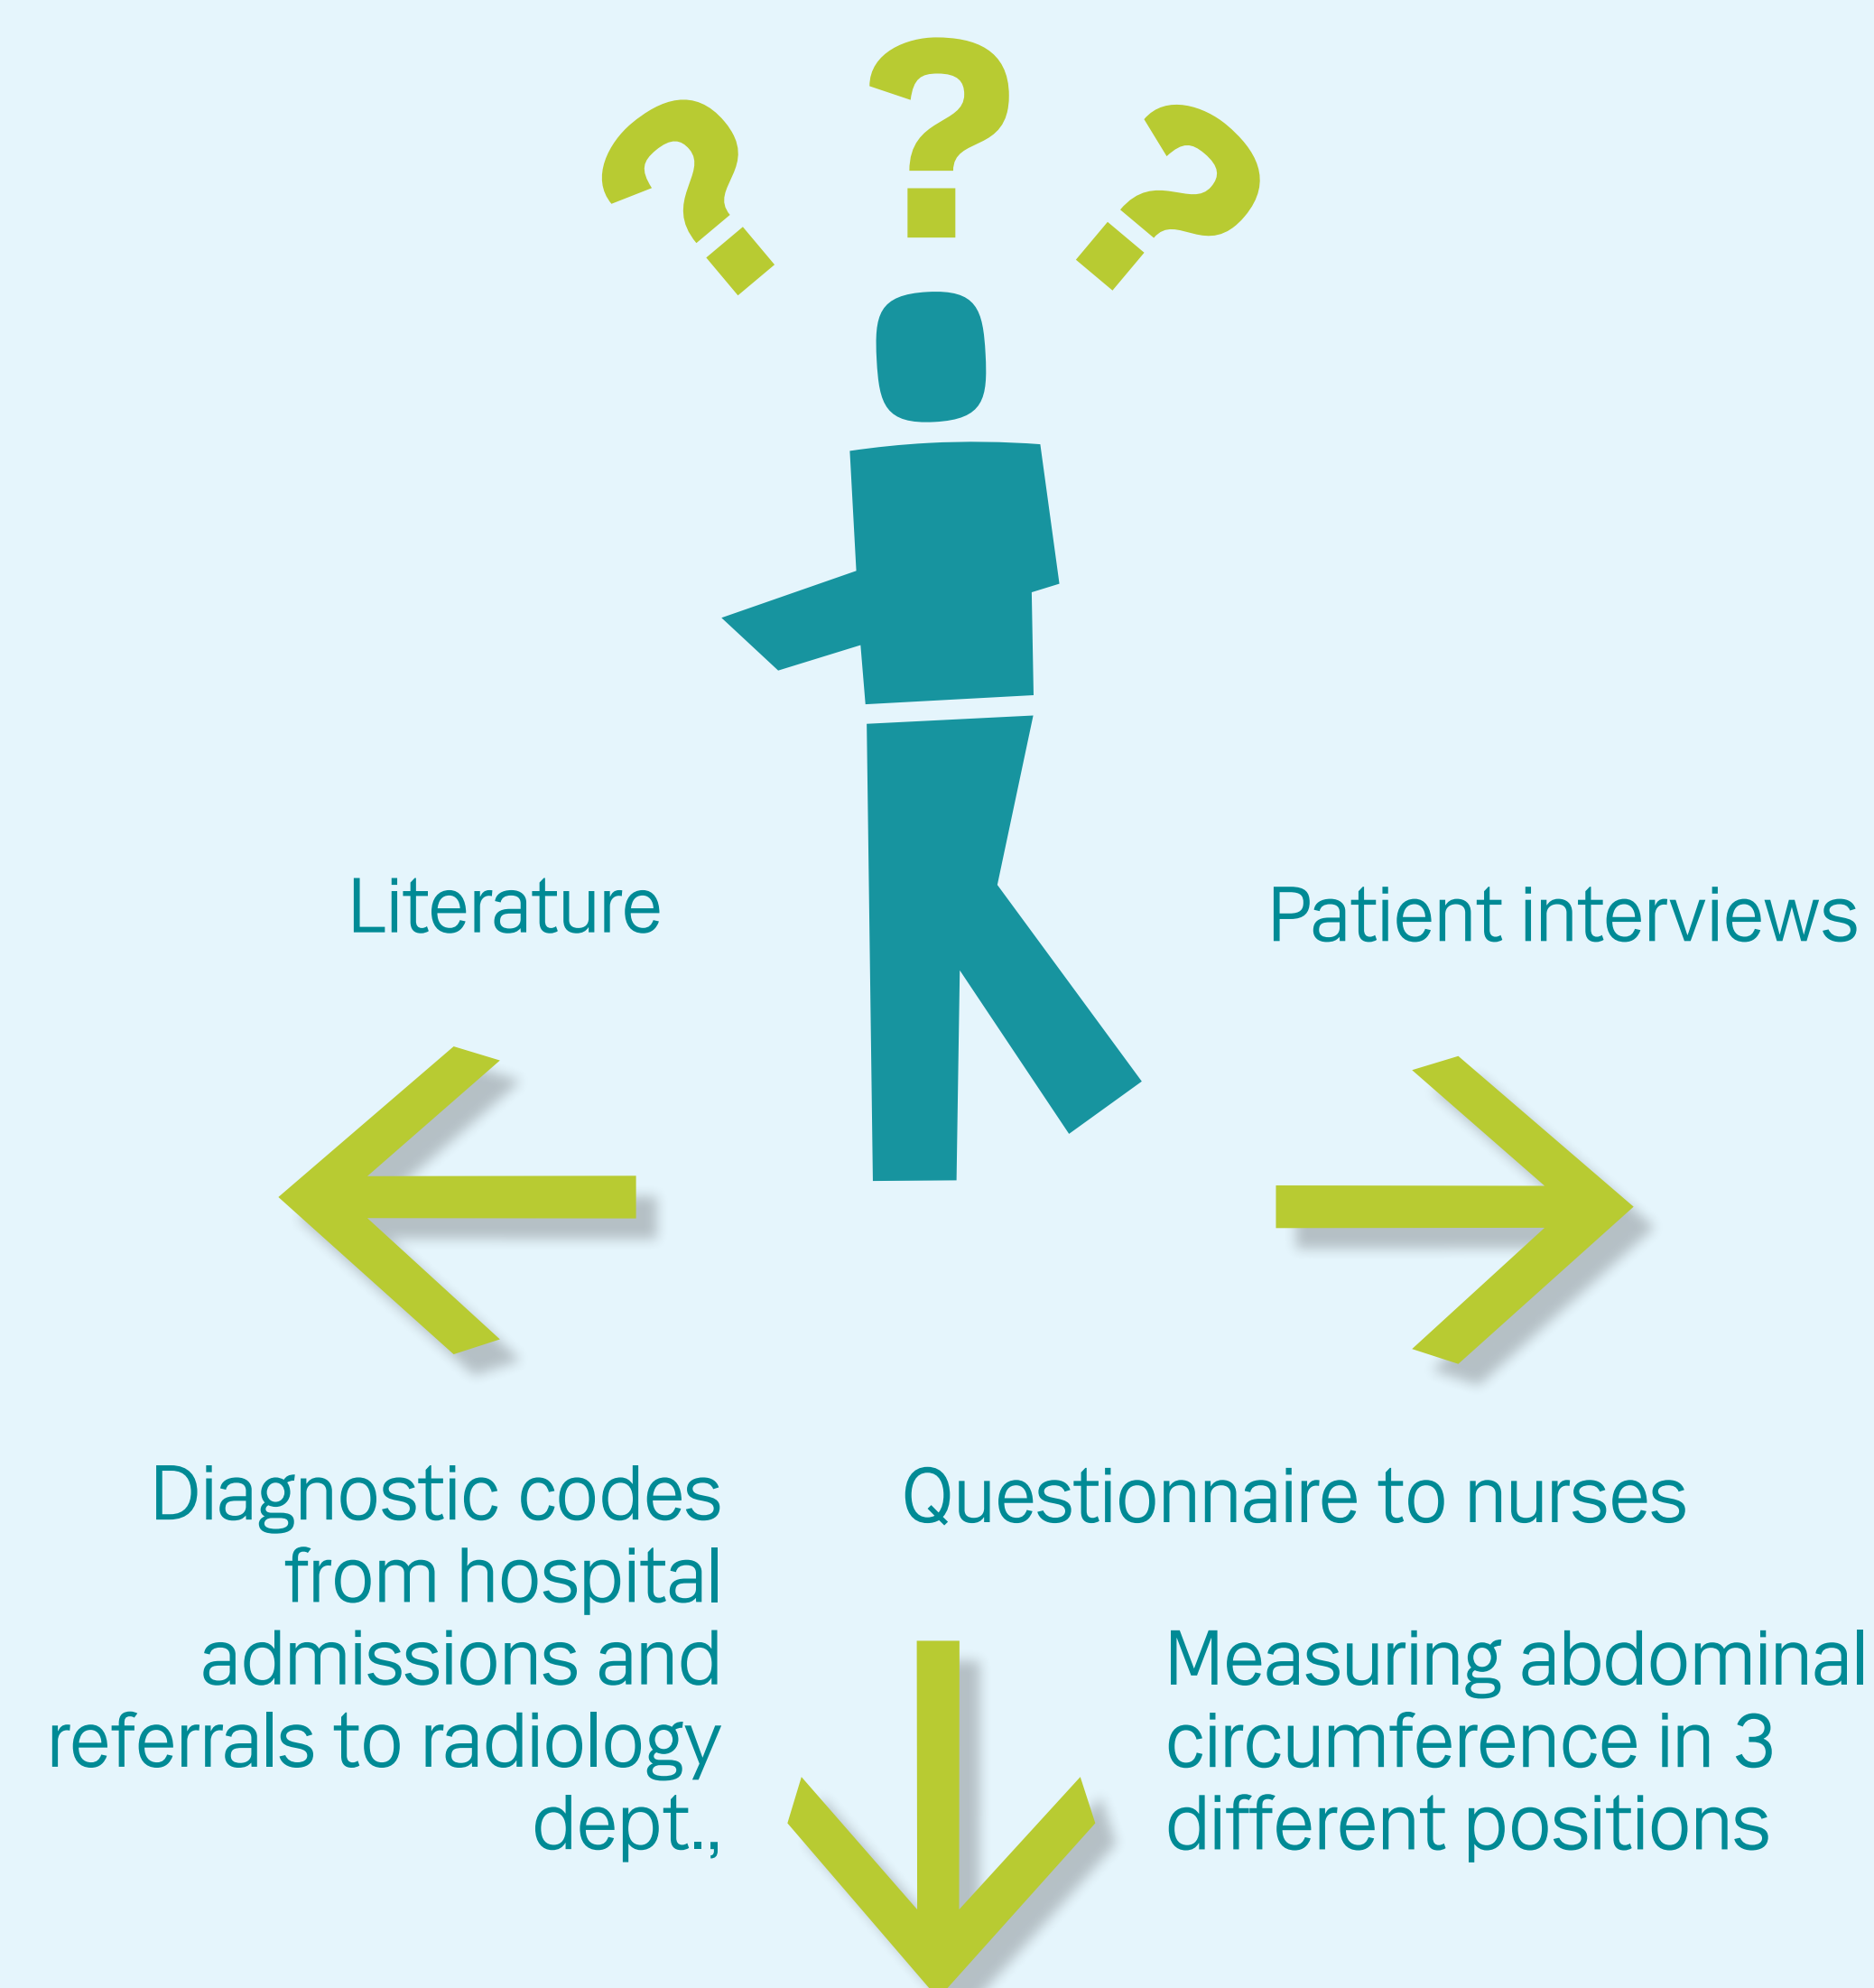 ?
?
?
Literature
Patient interviews
Diagnostic codes
from hospital
admissions and
referrals to radiology
dept.,
Questionnaire to nurses
Measuring abdominal
circumference in 3
different positions